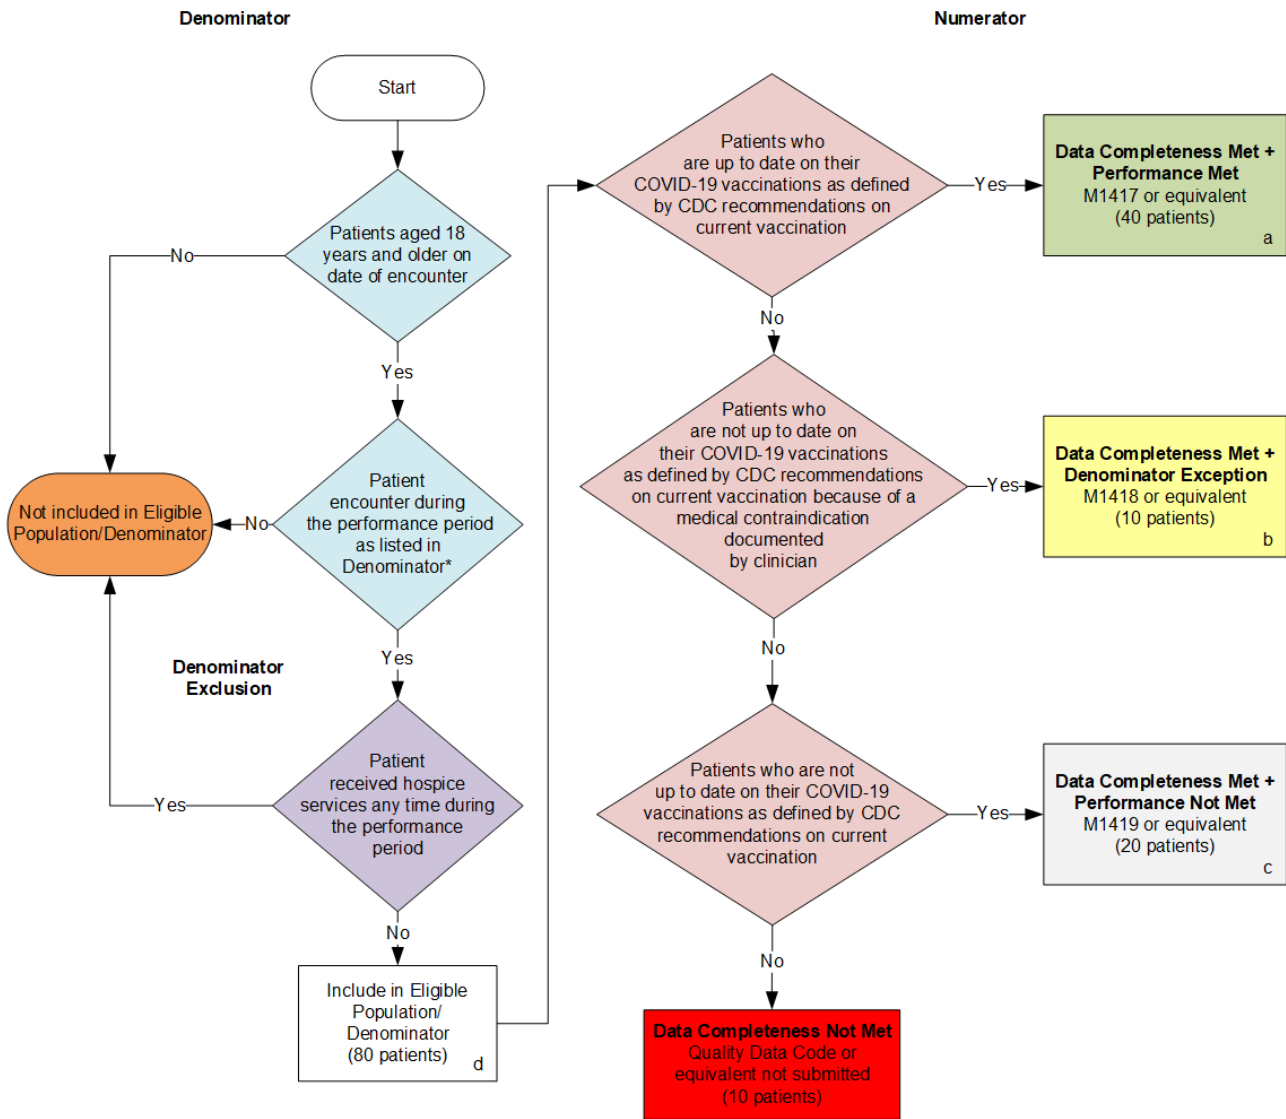 Denominator
Numerator
Start
Patients aged 18
years and older on
date of encounter
No
Yes
Patient
encounter during
the performance period
as listed in
Denominator*
No
Not included in Eligible
Population/Denominator
Yes
Denominator
Exclusion
Patient
received hospice
services any time during
the performance
period
Yes
No
Include in Eligible
Population/
Denominator
(80 patients)
d
Patients who
are up to date on their
COVID-19 vaccinations as defined
by CDC recommendations on
current vaccination
Yes
Data Completeness Met +
Performance Met
M1417 or equivalent
(40 patients)
a
No
Patients who
are not up to date on
their COVID-19 vaccinations
as defined by CDC recommendations
on current vaccination because of a
medical contraindication
documented
by clinician
Yes
Data Completeness Met +
Denominator Exception
M1418 or equivalent
(10 patients)
b
No
Patients who are not
up to date on their COVID-19
vaccinations as defined by CDC
recommendations on current
vaccination
Yes
Data Completeness Met +
Performance Not Met
M1419 or equivalent
(20 patients)
c
No
Data Completeness Not Met
Quality Data Code or
equivalent not submitted
(10 patients)